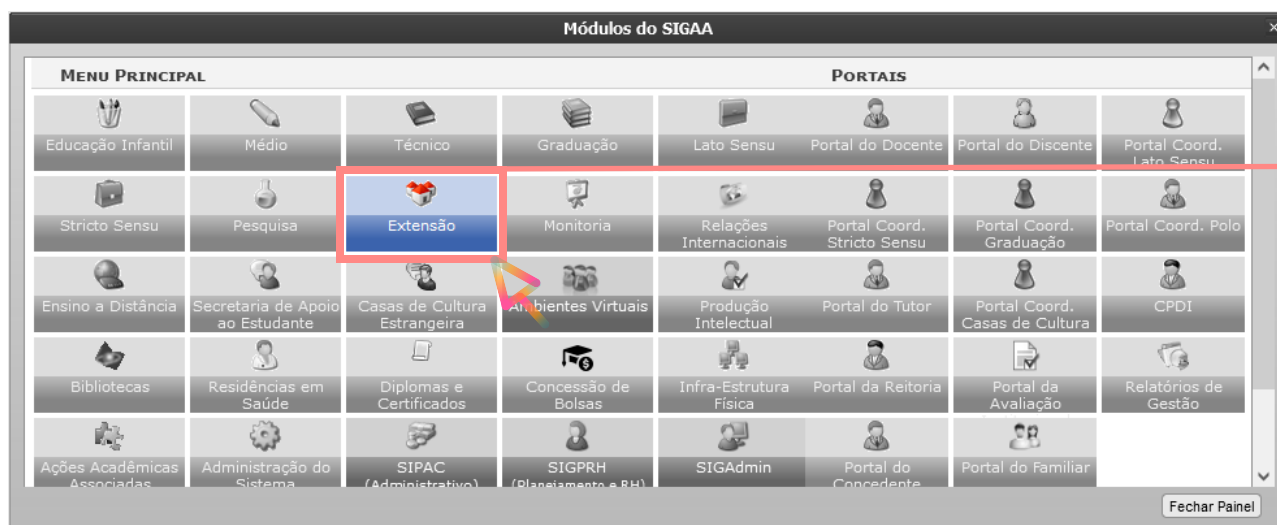 Módulos do SIGAA
×
MENU PRINCIPAL
PORTAIS
Educação Infantil
Médio
Técnico
Graduação
Lato Sensu
Portal do Docente
Portal do Discente
Portal Coord.
Lato Sensu
Stricto Sensu
Pesquisa
Extensão
Monitoria
Relações
Internacionais
Portal Coord.
Stricto Sensu
Portal Coord.
Graduação
Portal Coord. Polo
Ensino a Distância
Secretaria de Apoio
ao Estudante
Casas de Cultura
Estrangeira
Ambientes Virtuais
Produção
Intelectual
Portal do Tutor
Portal Coord.
Casas de Cultura
CPDI
Bibliotecas
Residências em
Saúde
Diplomas e
Certificados
Concessão de
Bolsas
Infra-Estrutura
Física
Portal da Reitoria
Portal da
Avaliação
Relatórios de
Gestão
Ações Acadêmicas
Associadas
Administração do
Sistema
SIPAC
(Administrativo)
SIGPRH
(Planejamento e RH)
SIGAdmin
Portal do
Concedente
Portal do Familiar
Fechar Painel